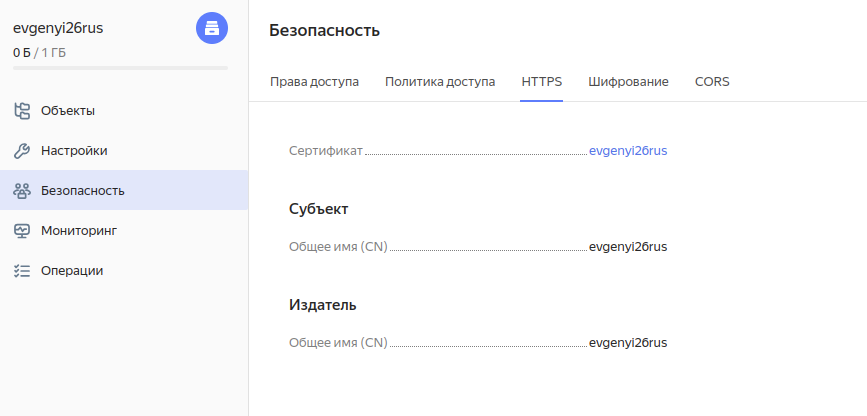 evgenyi26rus
0 Б / 1 ГБ
Объекты
Настройки
Безопасность
Мониторинг
Операции
Безопасность
Права доступа Политика доступа HTTPS Шифрование CORS
Сертификат evgenyi26rus
Субъект
Общее имя (CN) evgenyi26rus
Издатель
Общее имя (CN) evgenyi26rus